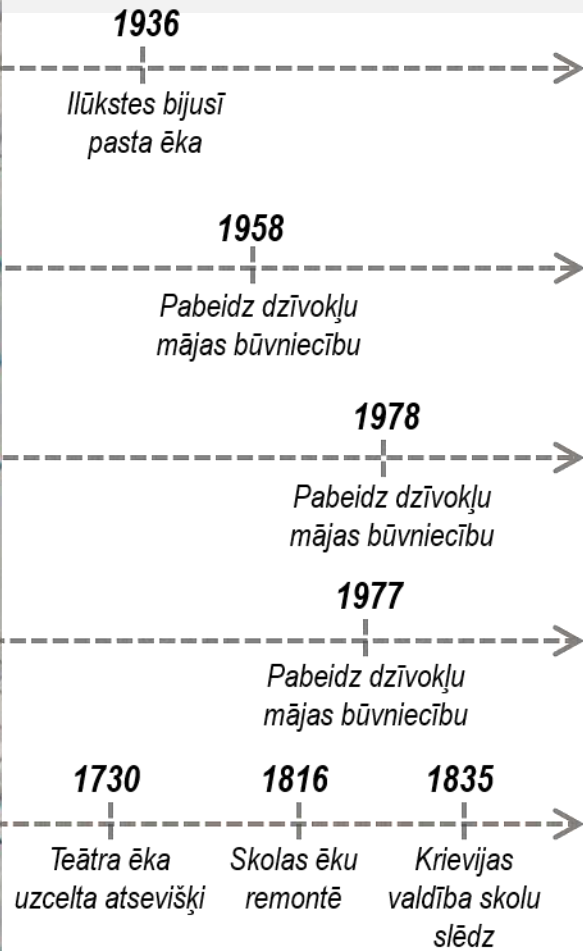 1936
Ilūkstes bijusī
pasta ēka
1958
Pabeidz dzīvokļu
mājas būvniecību
1978
Pabeidz dzīvokļu
mājas būvniecību
1977
Pabeidz dzīvokļu
mājas būvniecību
1730 1816 1835
Teātra ēka Skolas ēku Krievijas
uzcelta atsevišķi remontē valdība skolu
slēdz